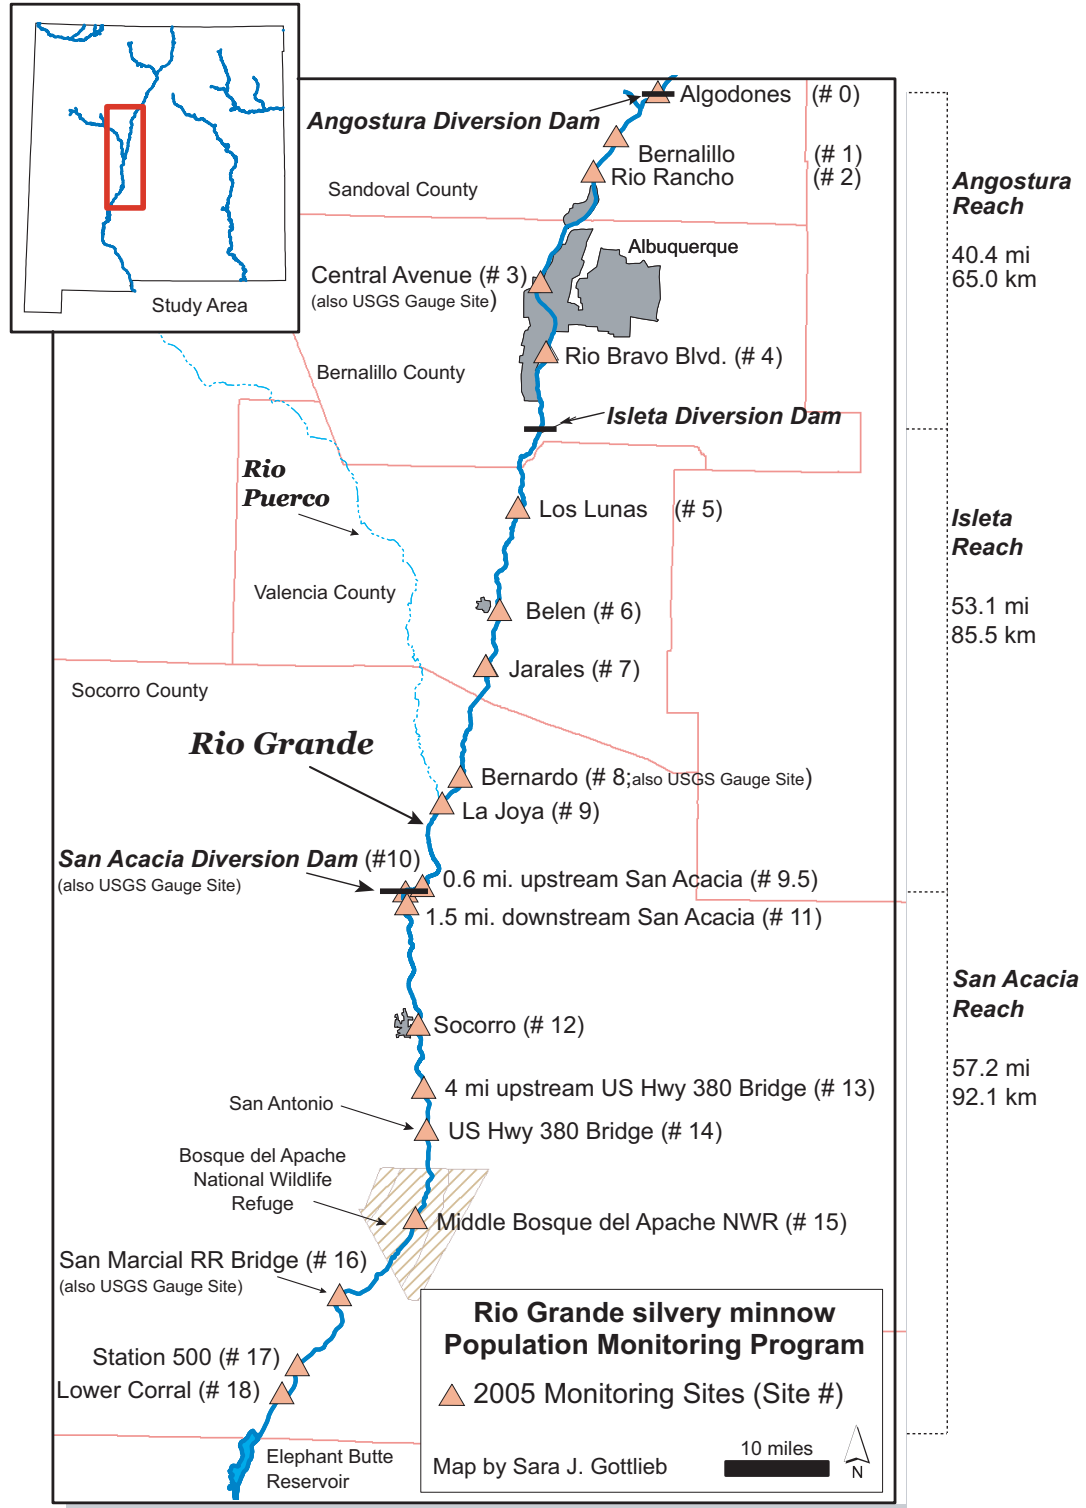 Study Area
Algodones (# 0)
Angostura Diversion Dam
Bernalillo (# 1)
Rio Rancho (# 2)
Sandoval County
Angostura
Reach
40.4 mi
65.0 km
Albuquerque
Central Avenue (# 3)
(also USGS Gauge Site)
Rio Bravo Blvd. (# 4)
Bernalillo County
Isleta Diversion Dam
Rio
Puerco
Los Lunas (# 5)
Isleta
Reach
53.1 mi
85.5 km
Valencia County
Belen (# 6)
Jarales (# 7)
Socorro County
Rio Grande
Bernardo (# 8;also USGS Gauge Site)
La Joya (# 9)
San Acacia Diversion Dam (#10)
(also USGS Gauge Site)
0.6 mi. upstream San Acacia (# 9.5)
1.5 mi. downstream San Acacia (# 11)
San Acacia
Reach
57.2 mi
92.1 km
Socorro (# 12)
4 mi upstream US Hwy 380 Bridge (# 13)
San Antonio
US Hwy 380 Bridge (# 14)
Bosque del Apache
National Wildlife
Refuge
Middle Bosque del Apache NWR (# 15)
San Marcial RR Bridge (# 16)
(also USGS Gauge Site)
Station 500 (# 17)
Lower Corral (# 18)
Elephant Butte
Reservoir
Rio Grande silvery minnow
Population Monitoring Program
2005 Monitoring Sites (Site #)
10 miles
Map by Sara J. Gottlieb
N